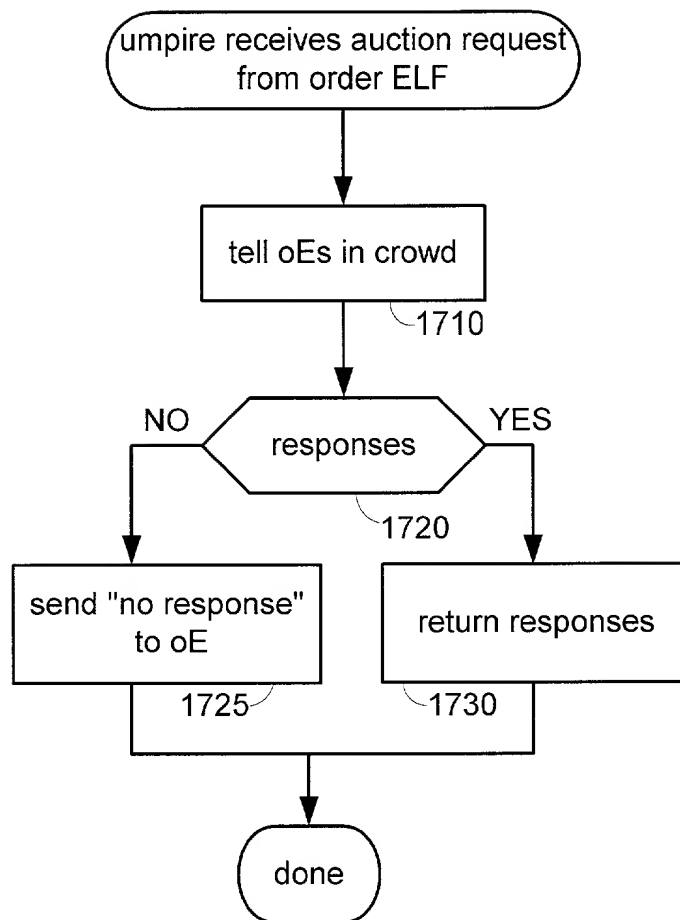 umpire receives auction request
from order ELF
tell oEs in crowd
1710
NO
YES
responses
1720
send "no response"
to oE
return responses
1725
1730
done